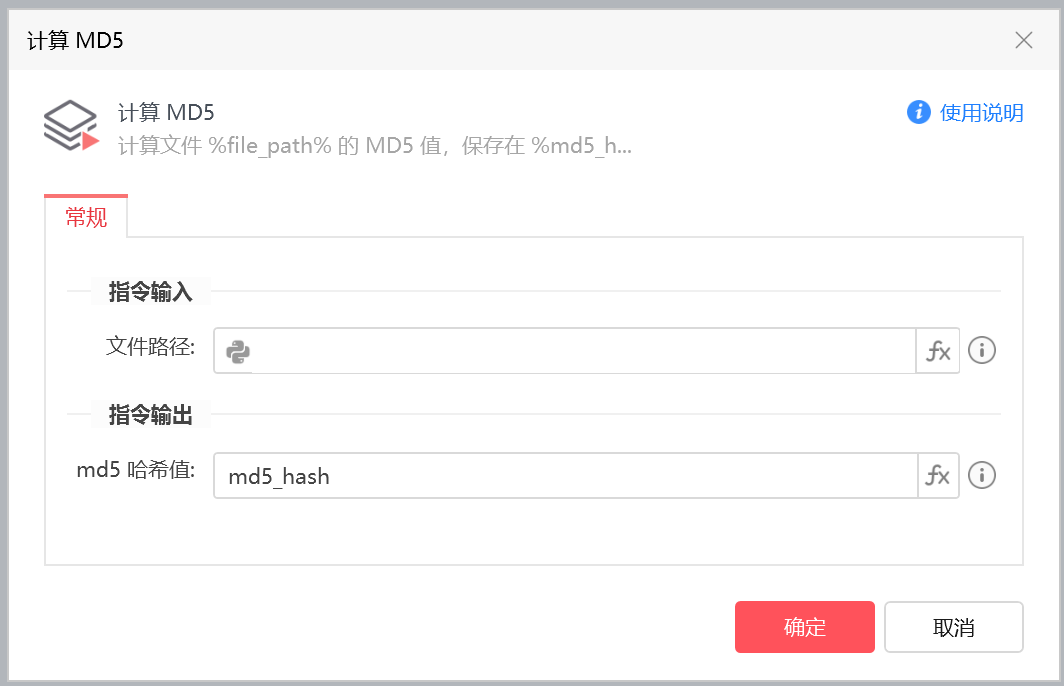 计算 MD5
计算 MD5
使用说明
计算文件 %file_path% 的 MD5 值，保存在 %md5_h...
常规
指令输入
文件路径:
fx
指令输出
md5 哈希值:
md5_hash
fx
确定
取消